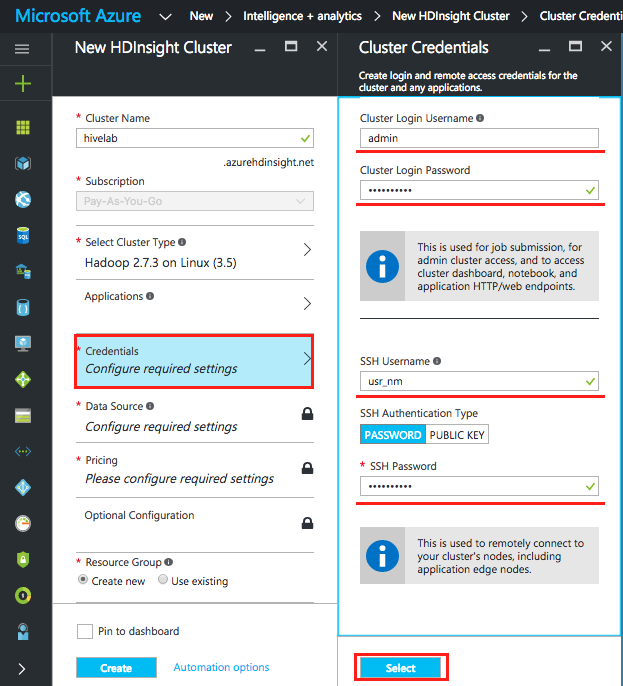 Microsoft Azure New > Intelligence + analytics > New HDInsight Cluster > Cluster Credenti
New HDInsight Cluster
* Cluster Name
hivelab
.azurehdinsight.net
* Subscription
Pay-As-You-Go
* Select Cluster Type
Hadoop 2.7.3 on Linux (3.5)
Applications
* Credentials
Configure required settings
* Data Source
Configure required settings
* Pricing
Please configure required settings
Optional Configuration
* Resource Group
Create new Use existing
Pin to dashboard
Create Automation options
Cluster Credentials
Create login and remote access credentials for the
cluster and any applications.
Cluster Login Username
admin
Cluster Login Password
••••••••••
This is used for job submission, for
admin cluster access, and to access
cluster dashboard, notebook, and
application HTTP/web endpoints.
SSH Username
usr_nm
SSH Authentication Type
PASSWORD PUBLIC KEY
* SSH Password
••••••••••
This is used to remotely connect to
your cluster's nodes, including
application edge nodes.
Select
SQL